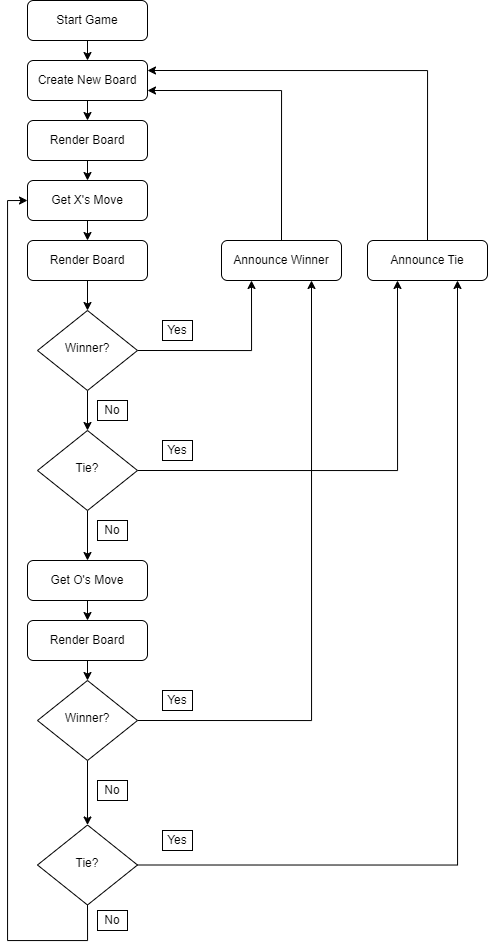 Start Game
Create New Board
Render Board
Get X's Move
Render Board
Announce Winner
Announce Tie
Yes
Winner?
No
Yes
Tie?
No
Get O's Move
Render Board
Yes
Winner?
No
Yes
Tie?
No